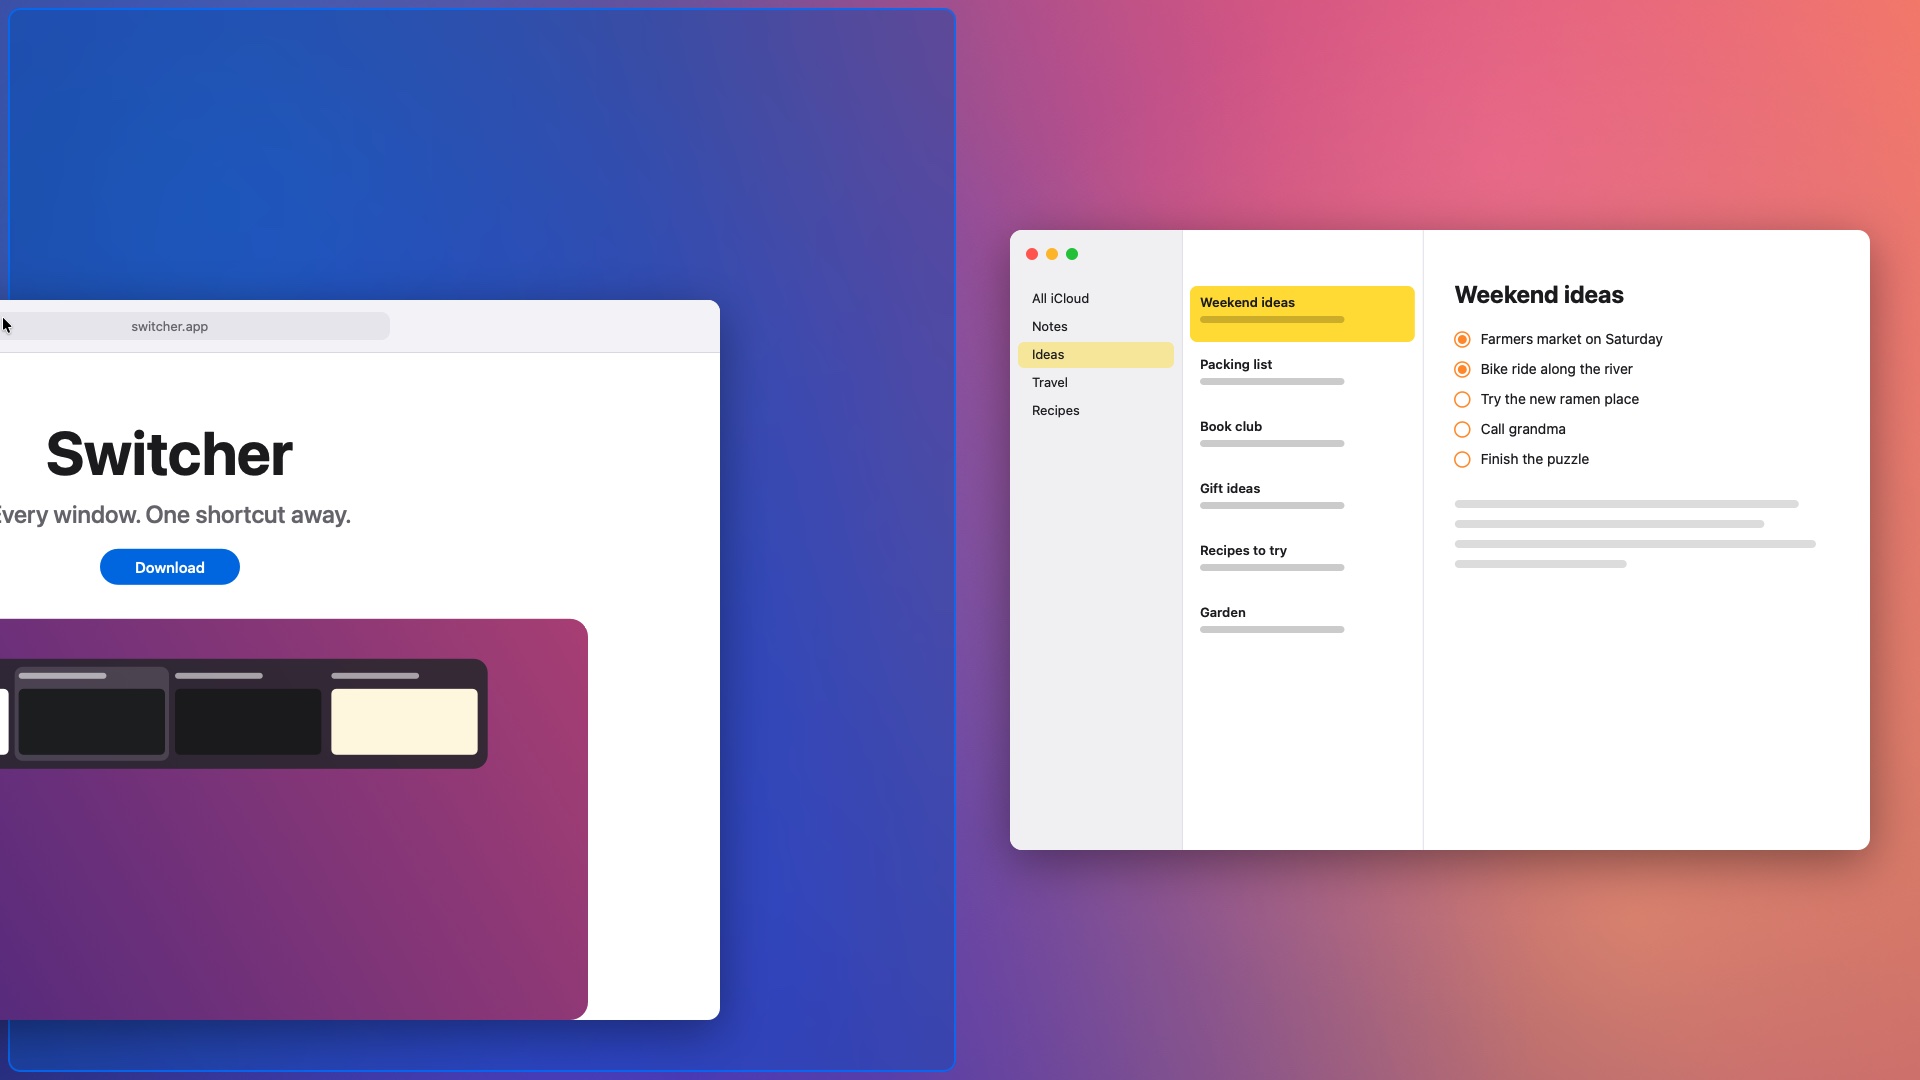 switcher.app
Switcher
Every window. One shortcut away.
Download
All iCloud
Notes
Ideas
Travel
Recipes
Weekend ideas
Packing list
Book club
Gift ideas
Recipes to try
Garden
Weekend ideas
Farmers market on Saturday
Bike ride along the river
Try the new ramen place
Call grandma
Finish the puzzle